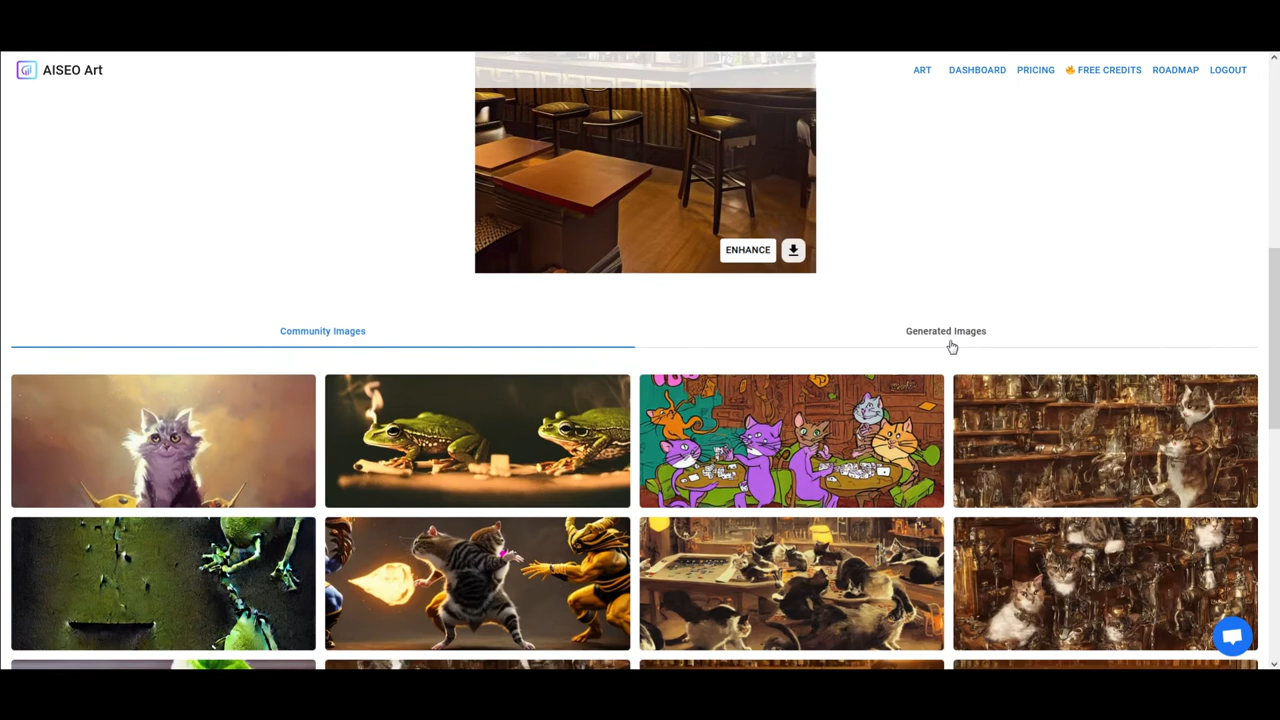 AISEO Art
ART DASHBOARD PRICING FREE CREDITS ROADMAP LOGOUT
ENHANCE
Community Images
Generated Images